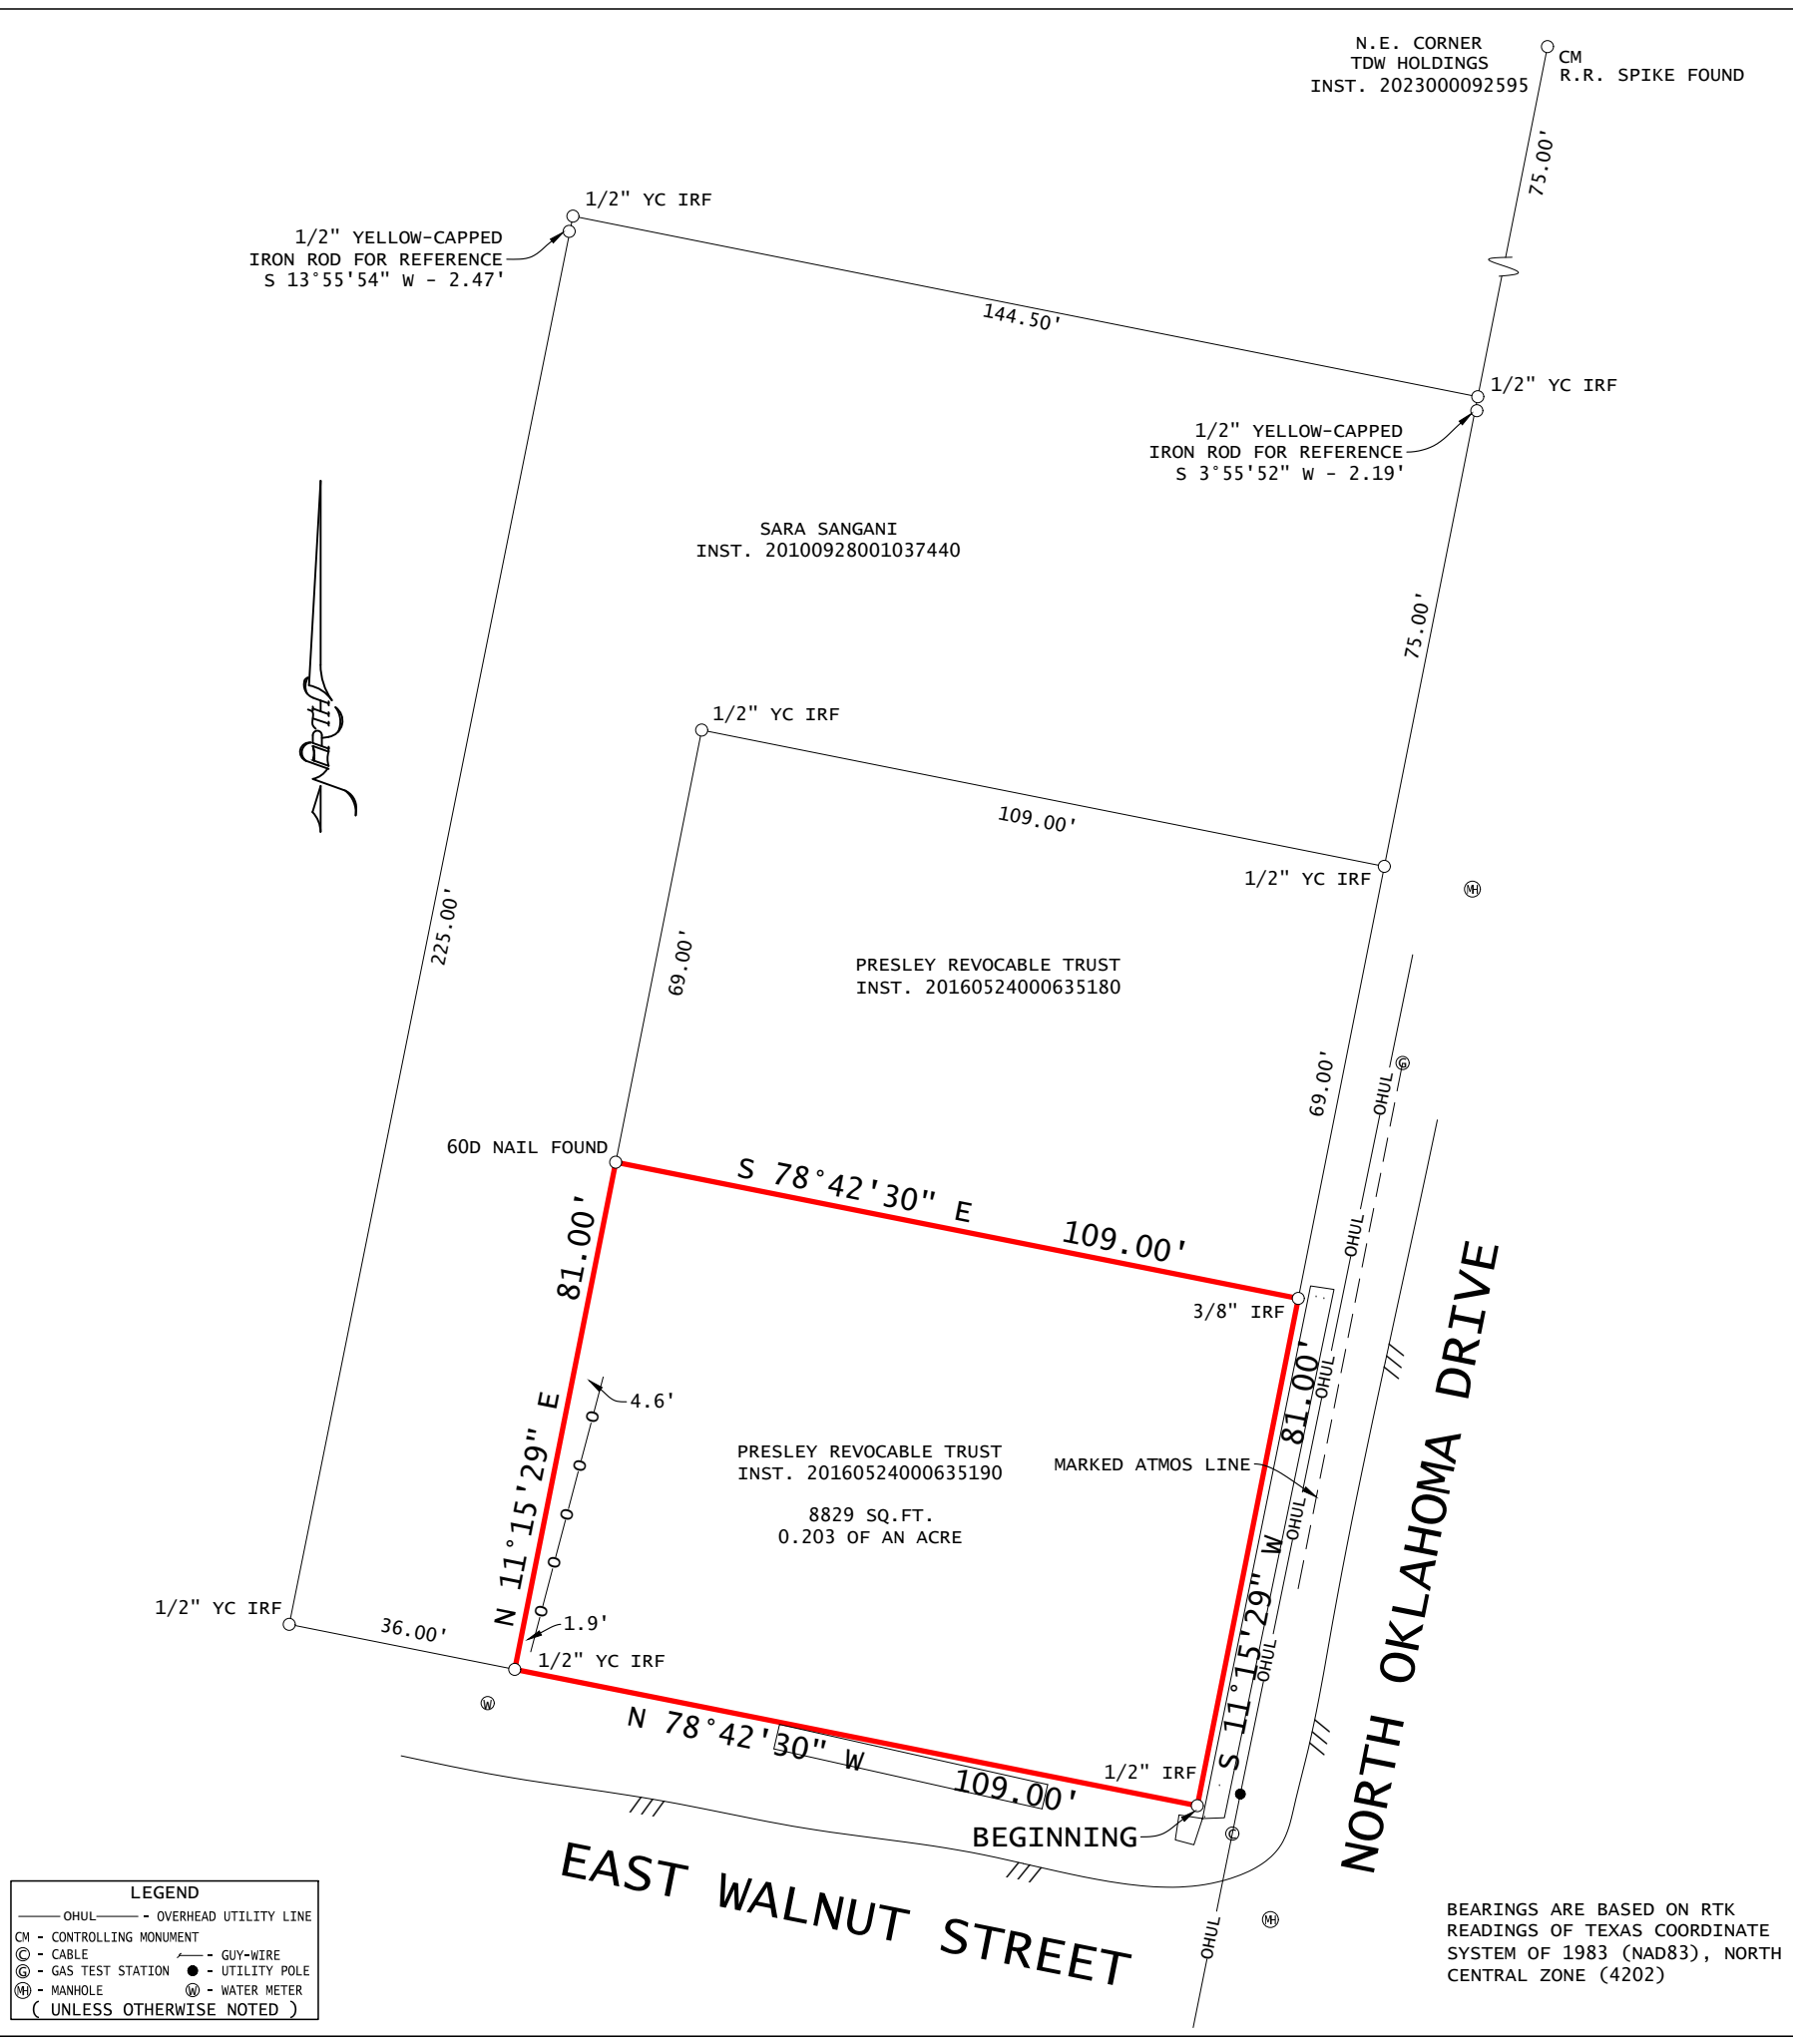 N.E. CORNER
TDW HOLDINGS
INST. 2023000092595
CM
R.R. SPIKE FOUND
75.00'
1/2" YC IRF
1/2" YELLOW-CAPPED
IRON ROD FOR REFERENCE
S 13°55'54" W - 2.47'
144.50'
1/2" YC IRF
1/2" YELLOW-CAPPED
IRON ROD FOR REFERENCE
S 3°55'52" W - 2.19'
SARA SANGANI
INST. 20100928001037440
75.00'
1/2" YC IRF
109.00'
1/2" YC IRF
MH
225.00'
69.00'
PRESLEY REVOCABLE TRUST
INST. 20160524000635180
69.00'
G
OHUL
60D NAIL FOUND
S 78°42'30" E 109.00'
OHUL
3/8" IRF
N 11°15'29" E 81.00'
4.6'
OHUL
PRESLEY REVOCABLE TRUST
INST. 20160524000635190
8829 SQ.FT.
0.203 OF AN ACRE
MARKED ATMOS LINE
S 11°15'29" W 81.00'
OHUL
NORTH OKLAHOMA DRIVE
1/2" YC IRF
36.00'
1.9'
1/2" YC IRF
OHUL
W
N 78°42'30" W 109.00'
1/2" IRF
BEGINNING
C
EAST WALNUT STREET
MH
OHUL
LEGEND
OHUL - OVERHEAD UTILITY LINE
CM - CONTROLLING MONUMENT
C - CABLE - GUY-WIRE
G - GAS TEST STATION - UTILITY POLE
MH - MANHOLE W - WATER METER
( UNLESS OTHERWISE NOTED )
BEARINGS ARE BASED ON RTK
READINGS OF TEXAS COORDINATE
SYSTEM OF 1983 (NAD83), NORTH
CENTRAL ZONE (4202)